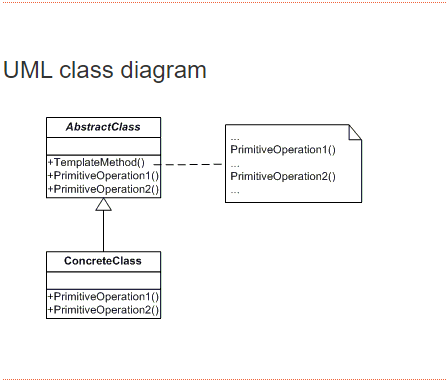 UML class diagram
AbstractClass
+TemplateMethod()
+PrimitiveOperation1()
+PrimitiveOperation2()
...
PrimitiveOperation1()
...
PrimitiveOperation2()
...
ConcreteClass
+PrimitiveOperation1()
+PrimitiveOperation2()